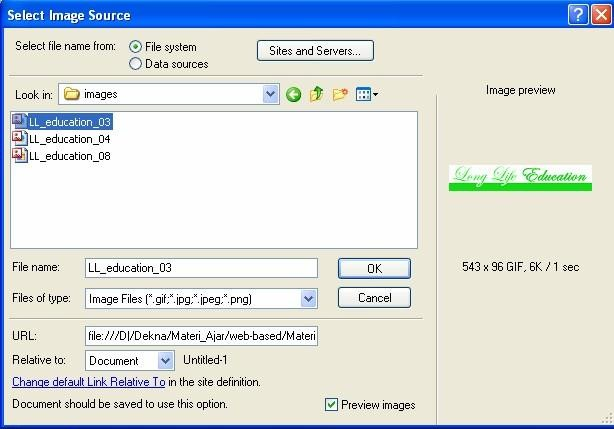 Select Image Source
Select file name from: File system
Data sources
Sites and Servers...
Look in: images
LL_education_03
LL_education_04
LL_education_08
File name: LL_education_03
OK
Files of type: Image Files (*.gif;*.jpg;*.jpeg;*.png)
Cancel
URL: file:///D|/Dekna/Materi_Ajar/web-based/Materi
Relative to: Document Untitled-1
Change default Link Relative To in the site definition.
Document should be saved to use this option.
Preview images
Image preview
Long Life Education
543 x 96 GIF, 6K / 1 sec